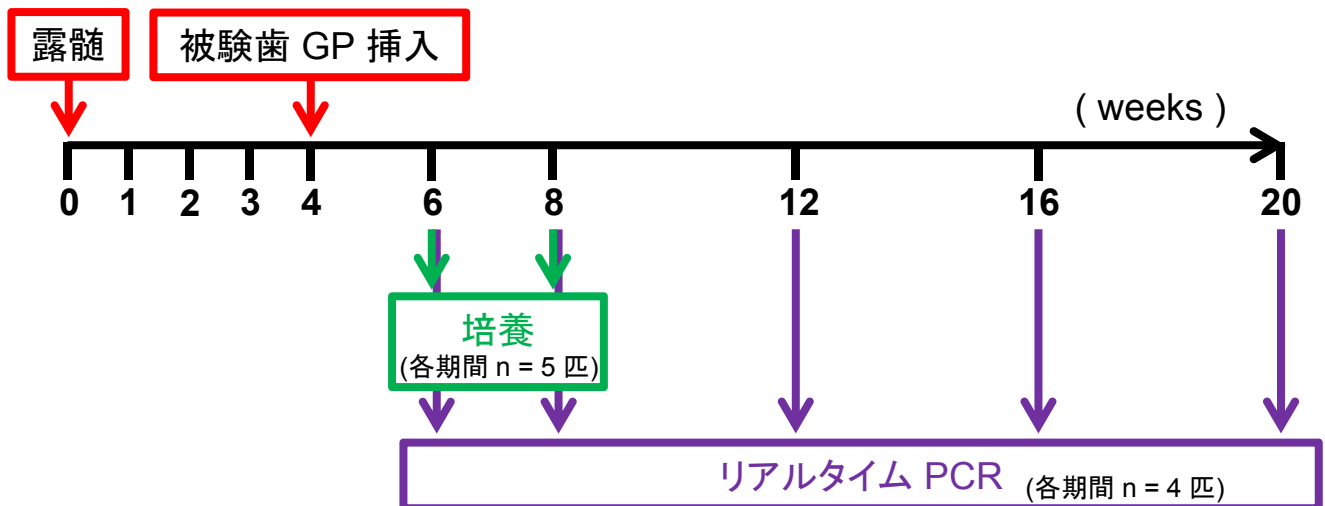 露髄
被験歯 GP 挿入
( weeks )
0 1 2 3 4 6 8 12 16 20
培養
(各期間 n = 5 匹)
リアルタイム PCR (各期間 n = 4 匹)